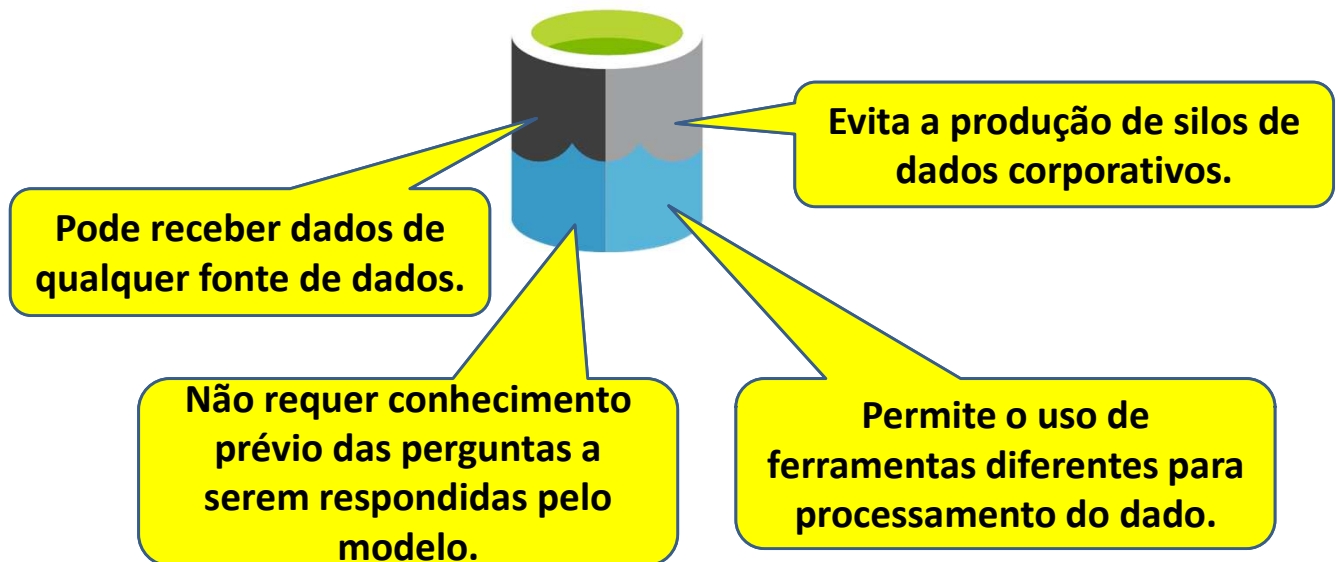 Evita a produção de silos de
dados corporativos.
Pode receber dados de
qualquer fonte de dados.
Não requer conhecimento
prévio das perguntas a
serem respondidas pelo
modelo.
Permite o uso de
ferramentas diferentes para
processamento do dado.